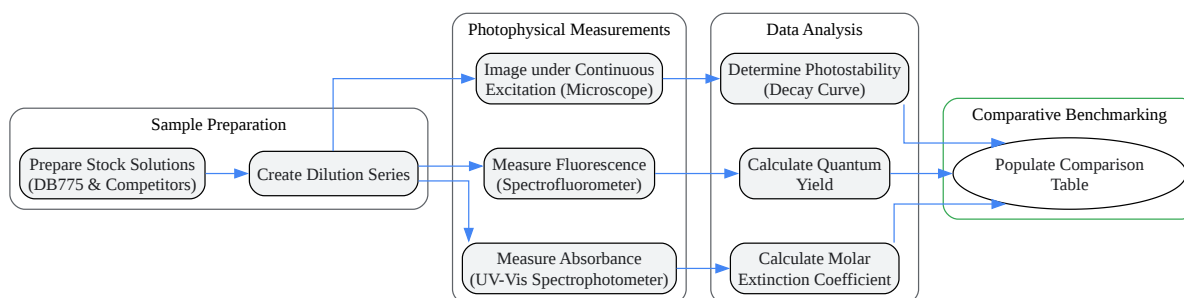 Photophysical Measurements
Data Analysis
Image under Continuous
Excitation (Microscope)
Determine Photostability
(Decay Curve)
Sample Preparation
Comparative Benchmarking
Prepare Stock Solutions
(DB775 & Competitors)
Create Dilution Series
Measure Fluorescence
(Spectrofluorometer)
Calculate Quantum
Yield
Populate Comparison
Table
Measure Absorbance
(UV-Vis Spectrophotometer)
Calculate Molar
Extinction Coefficient